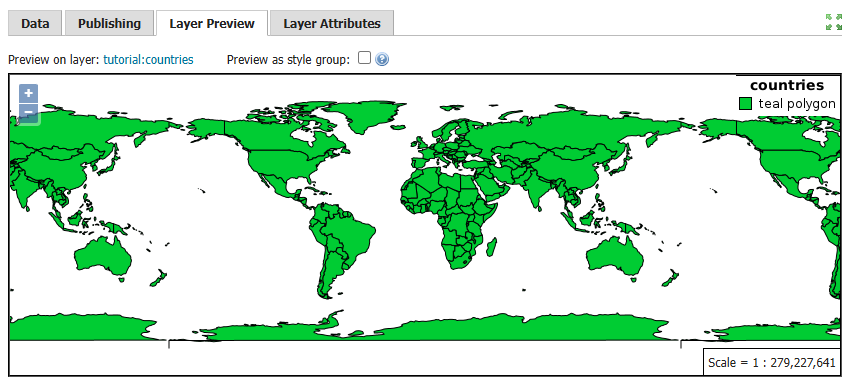 Data Publishing Layer Preview Layer Attributes
Preview on layer: tutorial:countries Preview as style group: ?
+
−
countries
teal polygon
Scale = 1 : 279,227,641